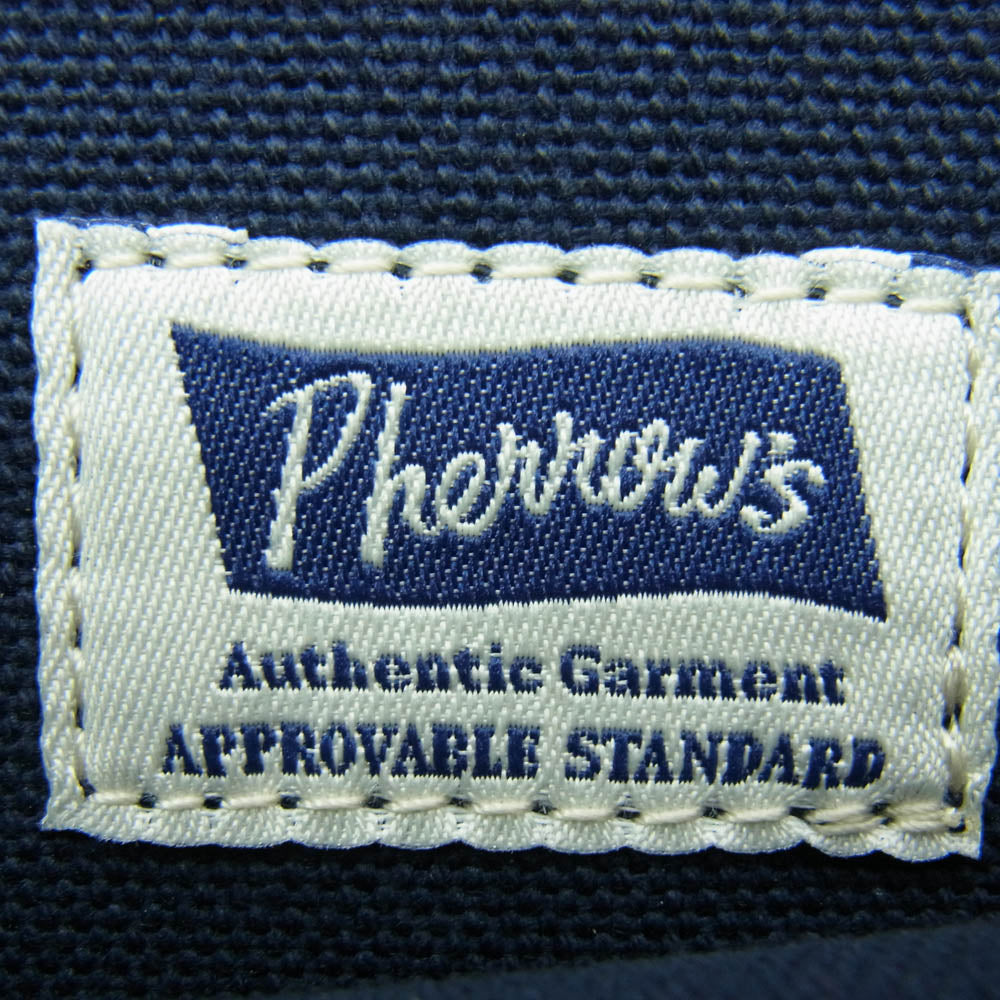 Pherrow's
Authentic Garment
APPROVABLE STANDARD